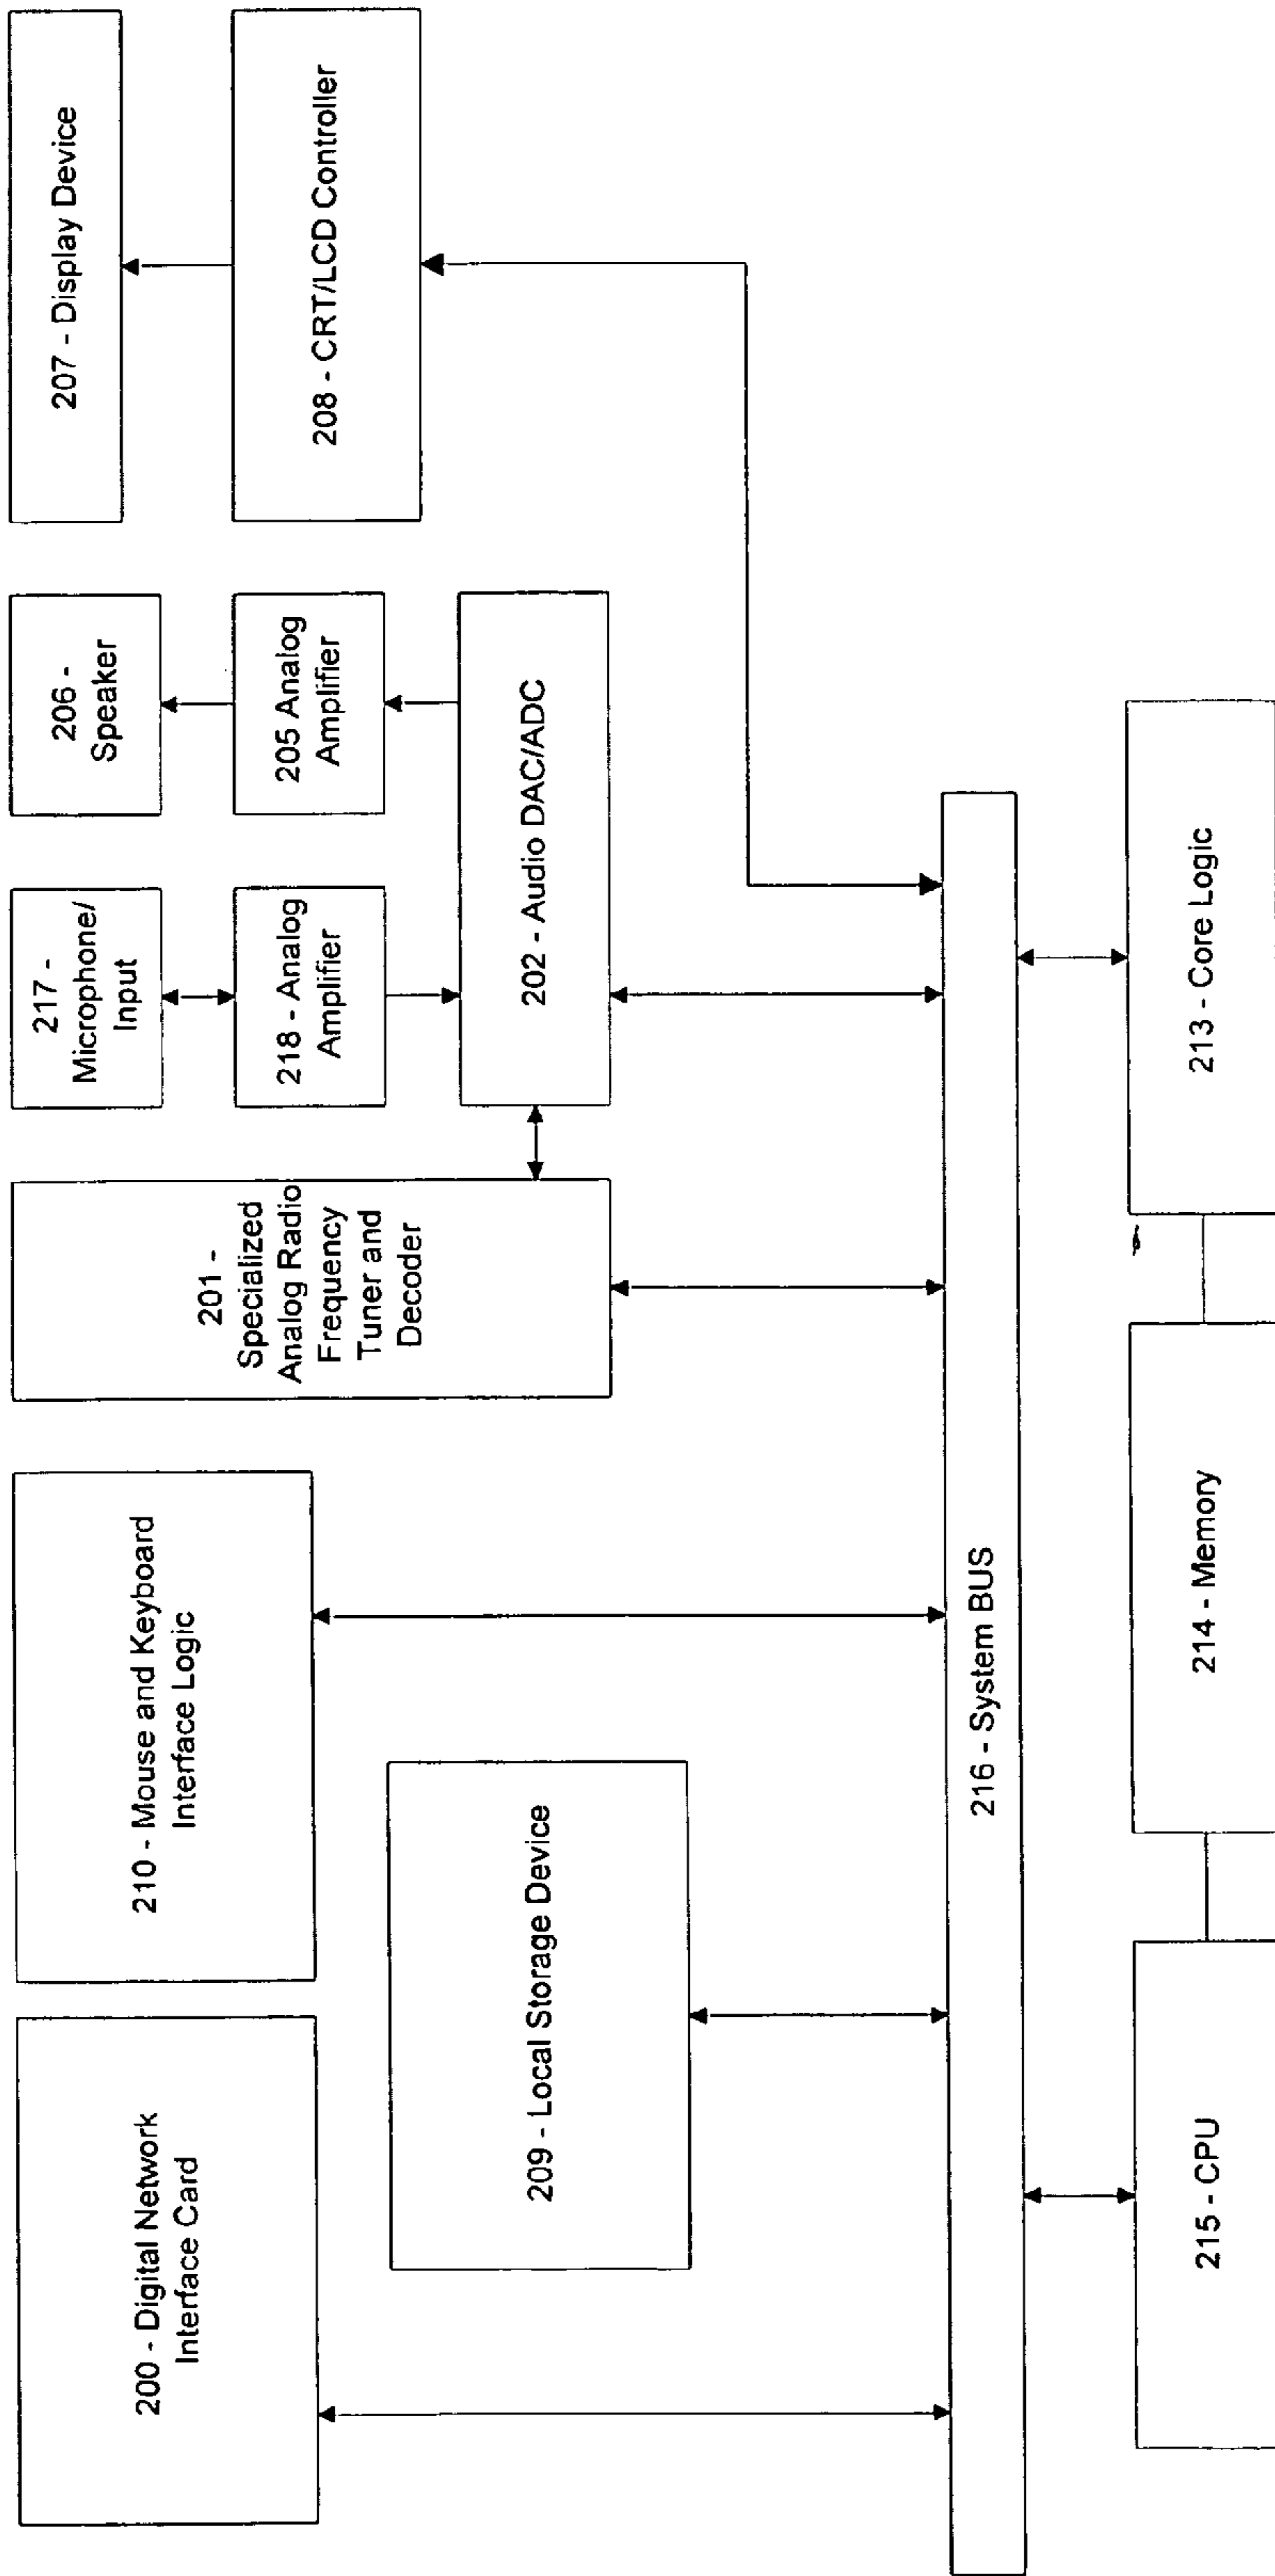 200 - Digital Network
Interface Card
210 - Mouse and Keyboard
Interface Logic
201 -
Specialized
Analog Radio
Frequency
Tuner and
Decoder
217 -
Microphone/
Input
206 -
Speaker
207 - Display Device
218 - Analog
Amplifier
205 Analog
Amplifier
208 - CRT/LCD Controller
209 - Local Storage Device
202 - Audio DAC/ADC
216 - System BUS
215 - CPU
214 - Memory
213 - Core Logic